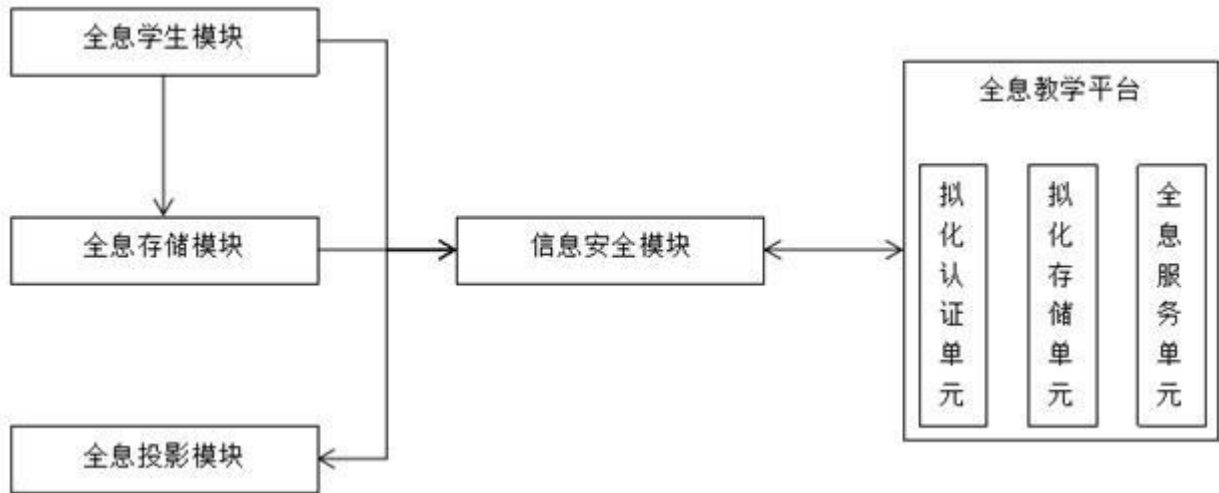 全息学生模块
全息存储模块
全息投影模块
信息安全模块
全息教学平台
拟化认证单元
拟化存储单元
全息服务单元